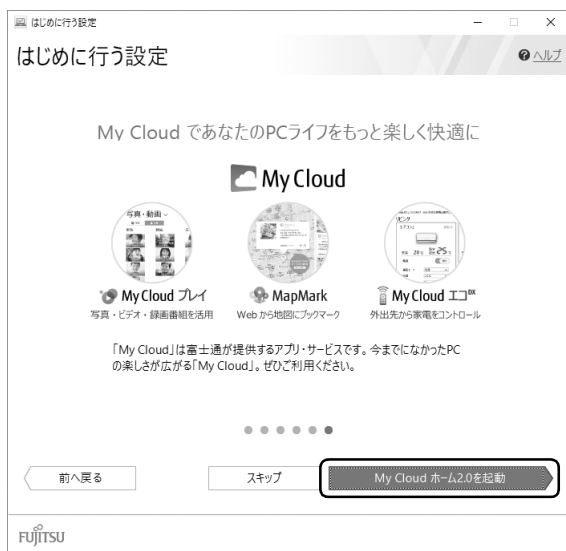 はじめに行う設定
はじめに行う設定
ヘルプ
My Cloud であなたのPCライフをもっと楽しく快適に
My Cloud
写真・動画
エアコン
My Cloud プレイ
写真・ビデオ・録画番組を活用
MapMark
Web から地図にブックマーク
My Cloud エコDX
外出先から家電をコントロール
「My Cloud」は富士通が提供するアプリ・サービスです。今までになかったPC
の楽しさが広がる「My Cloud」。ぜひご利用ください。
前へ戻る
スキップ
My Cloud ホーム2.0を起動
FUJITSU